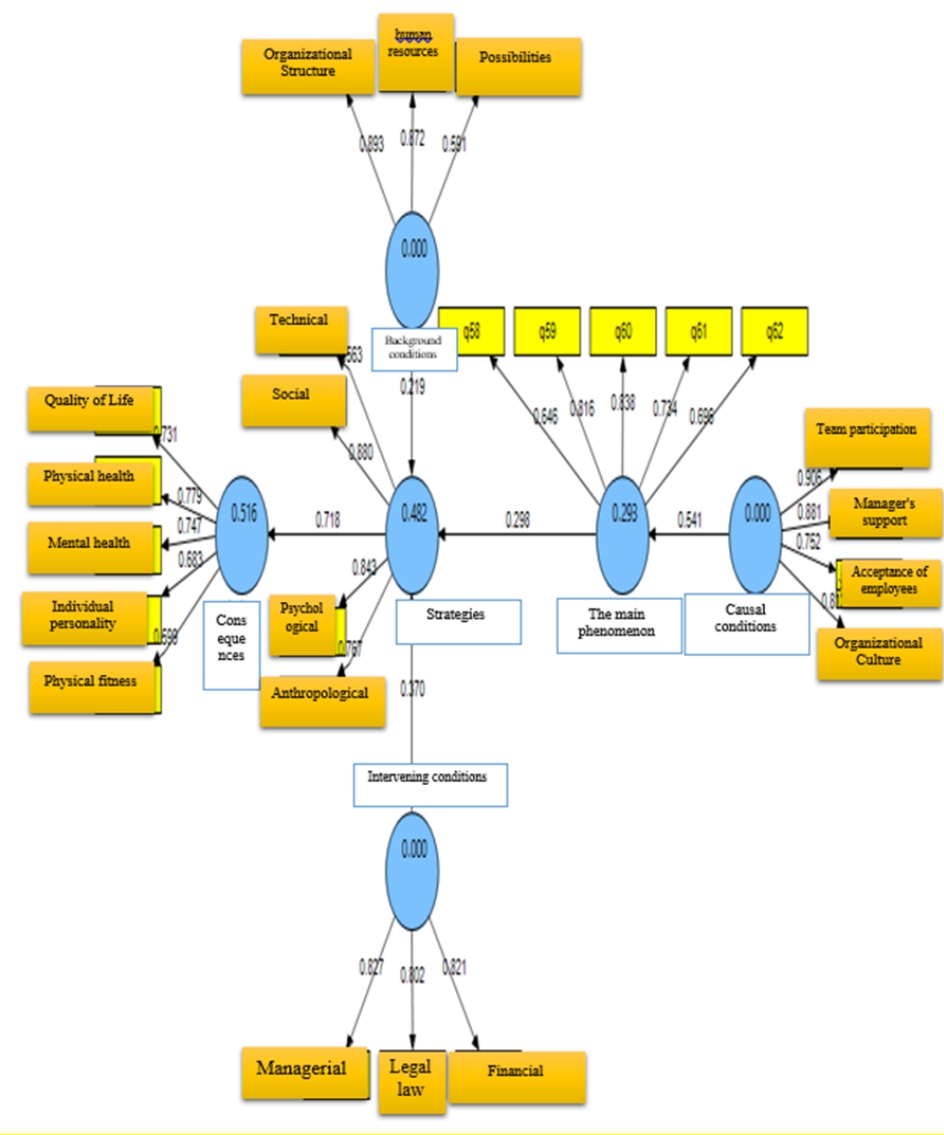 Organizational
Structure
human
resources
Possibilities
0.893
0.872
0.591
0.000
Background
conditions
Technical
.563
Social
0.880
0.219
q58
q59
q60
q61
q62
0.646
0.816
0.838
0.734
0.698
Team participation
0.906
Manager's
support
0.881
0.752
Acceptance of
employees
Organizational
Culture
Quality of Life
0.731
Physical health
0.779
Mental health
0.747
Individual
personality
0.683
Physical fitness
0.599
0.516
0.718
0.482
0.298
0.293
0.541
0.000
Cons
eque
nces
0.843
Psychol
ogical
0.767
Anthropological
Strategies
The main
phenomenon
Causal
conditions
0.370
Intervening conditions
0.000
0.827
0.802
0.821
Managerial
Legal
law
Financial